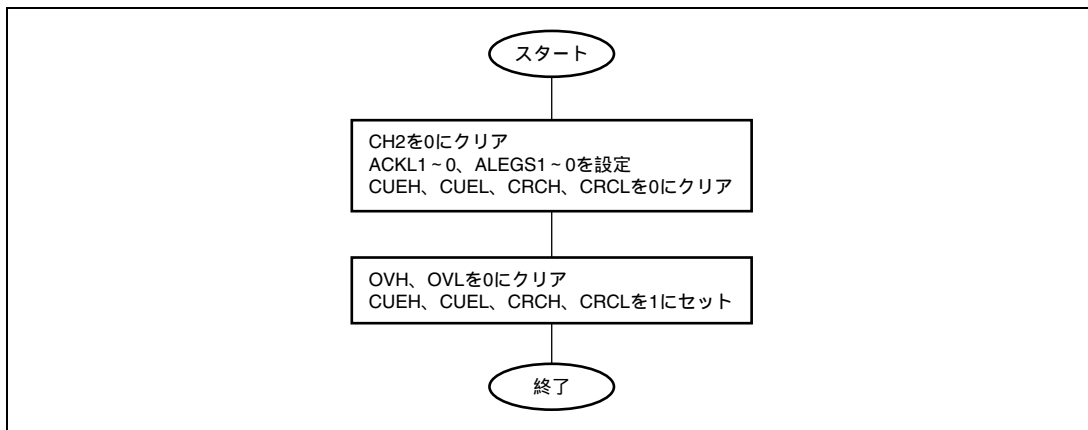 スタート
CH2を0にクリア
ACKL1~0、ALEGS1~0を設定
CUEH、CUEL、CRCH、CRCLを0にクリア
OVH、OVLを0にクリア
CUEH、CUEL、CRCH、CRCLを1にセット
終了